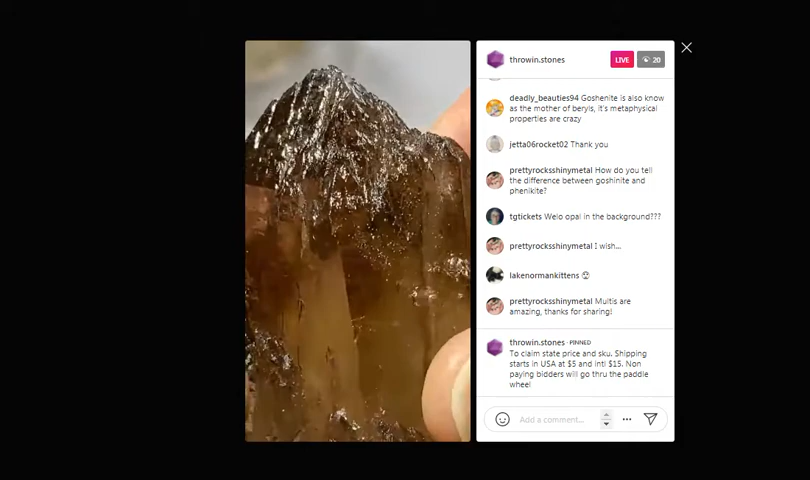 throwin.stones
LIVE
20
deadly_beauties94 Goshenite is also know
as the mother of beryls, it's metaphysical
properties are crazy
jetta06rocket02 Thank you
prettyrocksshinymetal How do you tell
the difference between goshinite and
phenikite?
tgtickets Welo opal in the background???
prettyrocksshinymetal I wish...
lakenormankittens
prettyrocksshinymetal Multis are
amazing, thanks for sharing!
throwin.stones · PINNED
To claim state price and sku. Shipping
starts in USA at $5 and intl $15. Non
paying bidders will go thru the paddle
wheel
Add a comment...